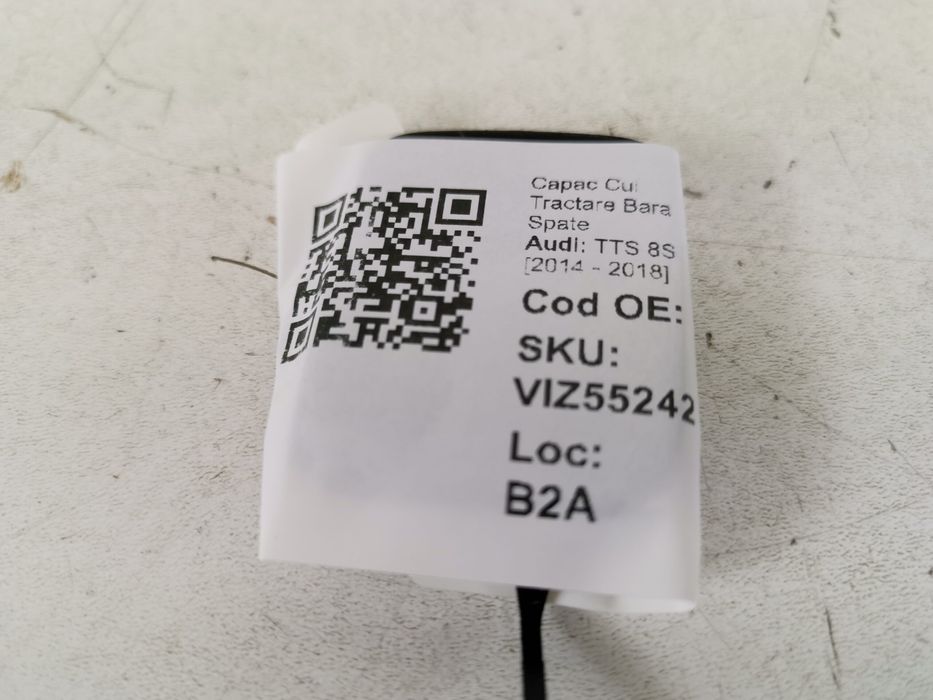 Capac Cui
Tractare Bara
Spate
Audi: TTS 8S
[2014 - 2018]
Cod OE:
SKU:
VIZ55242
Loc:
B2A